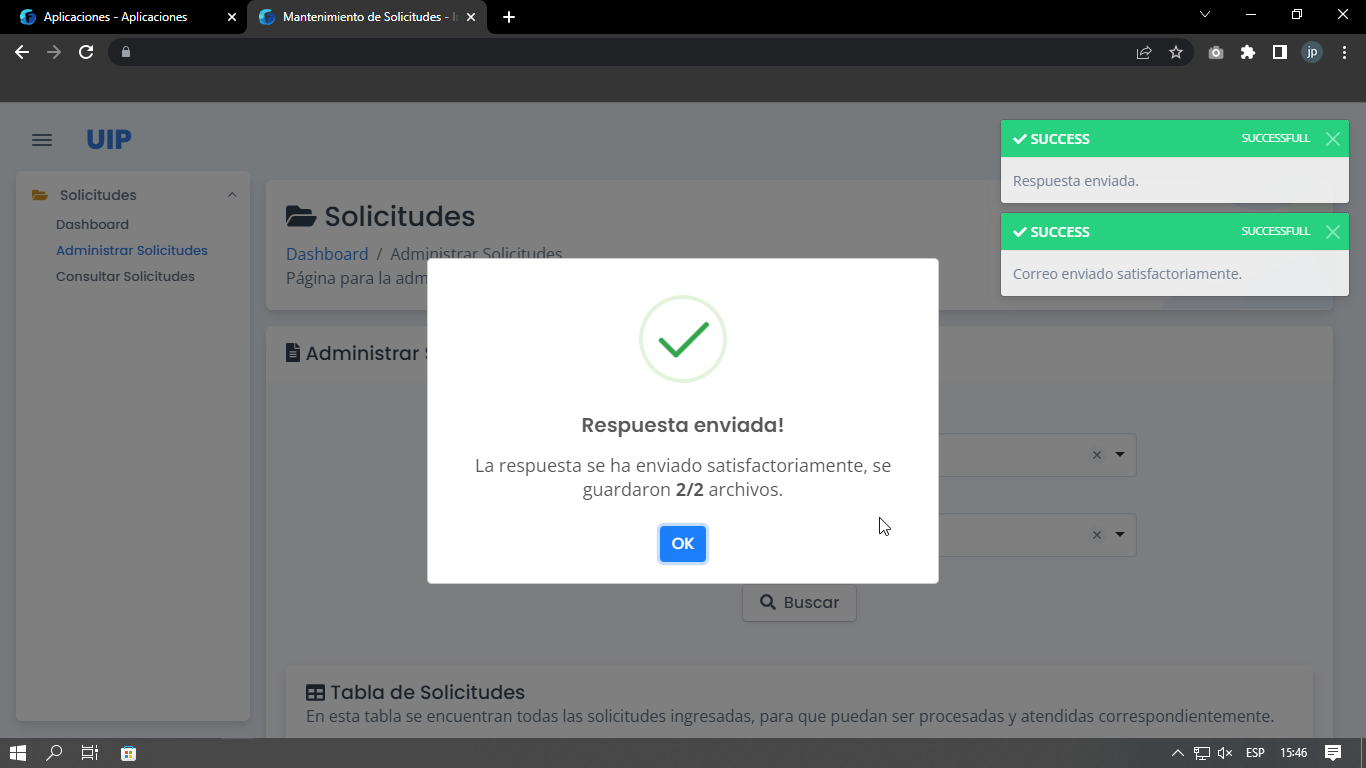 Aplicaciones - Aplicaciones
Mantenimiento de Solicitudes - I
jp
UIP
SUCCESS SUCCESSFULL
Respuesta enviada.
SUCCESS SUCCESSFULL
Correo enviado satisfactoriamente.
Solicitudes
Dashboard
Administrar Solicitudes
Consultar Solicitudes
Solicitudes
Dashboard / Administrar Solicitudes
Página para la adm
Administrar S
Respuesta enviada!
La respuesta se ha enviado satisfactoriamente, se
guardaron 2/2 archivos.
OK
Buscar
Tabla de Solicitudes
En esta tabla se encuentran todas las solicitudes ingresadas, para que puedan ser procesadas y atendidas correspondientemente.
ESP 15:46